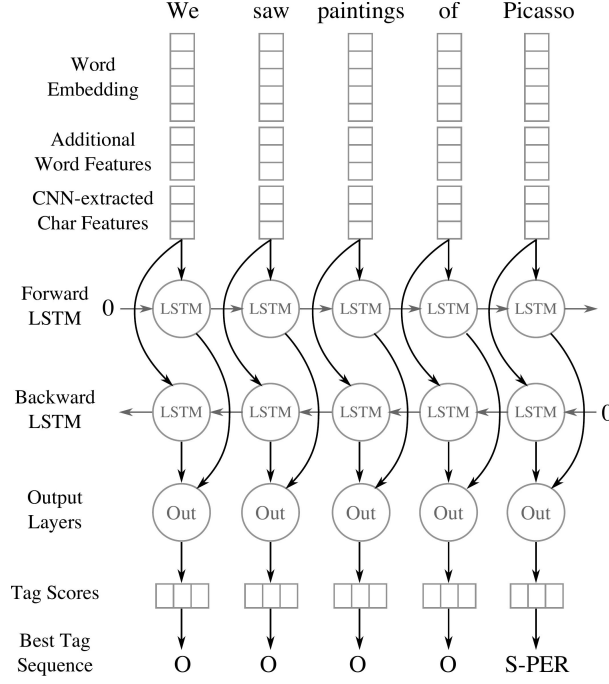 We saw paintings of Picasso
Word
Embedding
Additional
Word Features
CNN-extracted
Char Features
Forward
LSTM
0 LSTM LSTM LSTM LSTM LSTM
Backward
LSTM
LSTM LSTM LSTM LSTM LSTM 0
Output
Layers
Out Out Out Out Out
Tag Scores
Best Tag
Sequence
O O O O S-PER